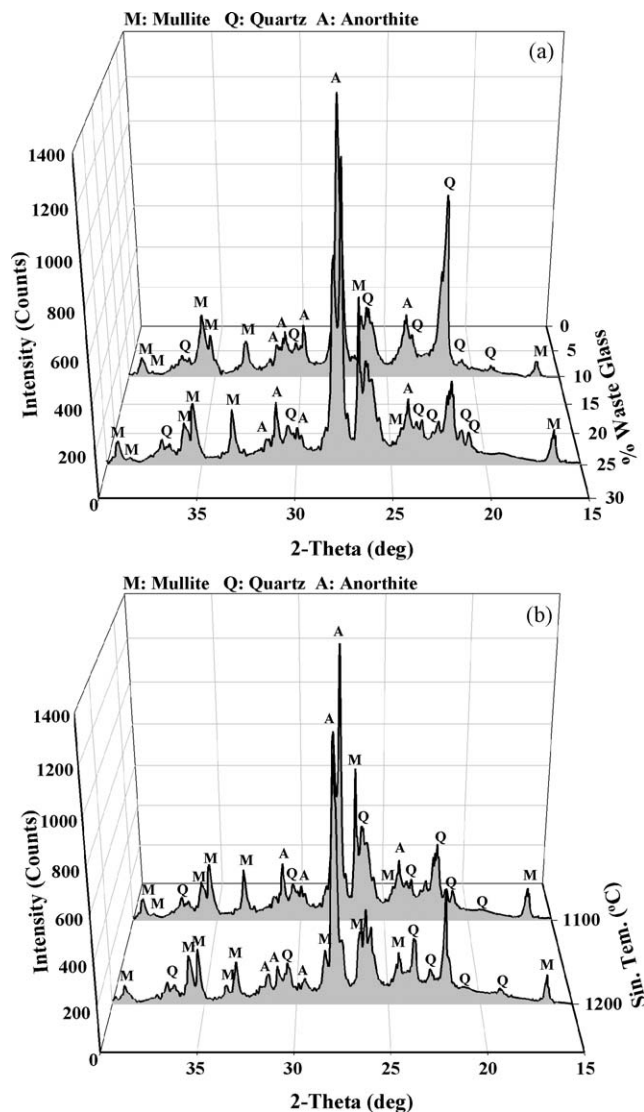 M: Mullite Q: Quartz A: Anorthite
(a)
A
Q
M
M M Q M M A A Q A Q A Q Q Q M
1400
1200
1000
800
600
400
200
0
Intensity (Counts)
M M Q M M M A A Q A M A Q Q Q Q M
0
5
10
15
20
25
30
% Waste Glass
35 30 25 20 15
2-Theta (deg)
M: Mullite Q: Quartz A: Anorthite
(b)
A
A
M
Q
M M Q M M M A Q A M A Q Q Q Q M
1400
1200
1000
800
600
400
200
0
Intensity (Counts)
M Q M M M M A A Q A M M M Q Q Q Q M
1100
1200
Sin. Tem. (ºC)
35 30 25 20 15
2-Theta (deg)